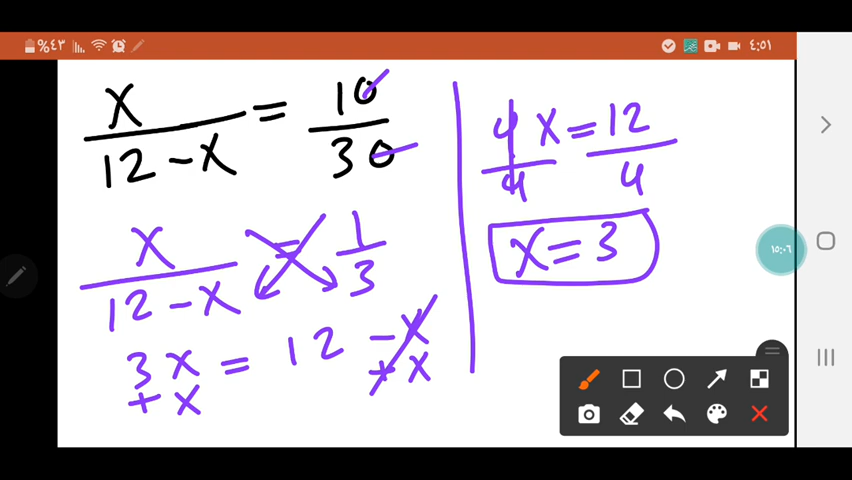 %٤٣ ٤:٥١
x/(12-x) = 10/30
x/(12-x) = 1/3
3x = 12 -x
+x +x
4x/4 = 12/4
x=3
١٥:٠٦